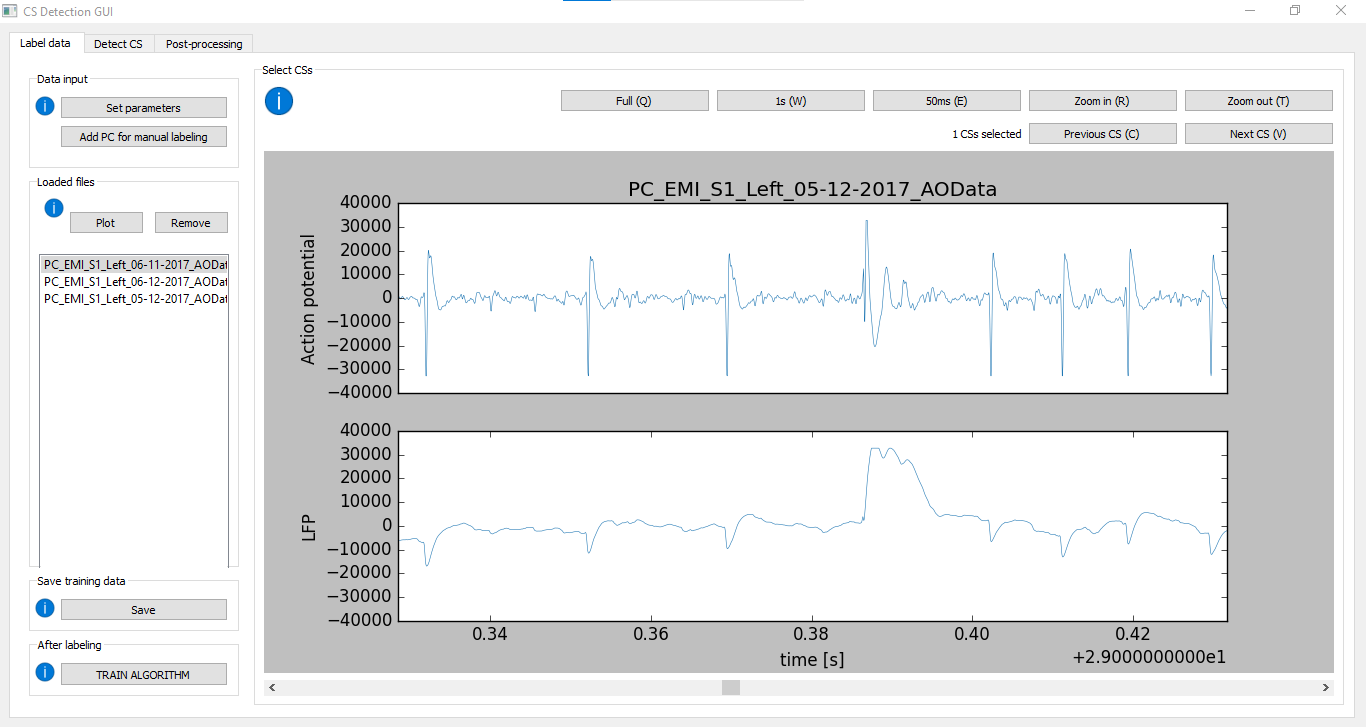 CS Detection GUI
Label data Detect CS Post-processing
Data input
i Set parameters
Add PC for manual labeling
Loaded files
i
Plot Remove
PC_EMI_S1_Left_06-11-2017_AODat
PC_EMI_S1_Left_06-12-2017_AODat
PC_EMI_S1_Left_05-12-2017_AODat
Save training data
i Save
After labeling
i TRAIN ALGORITHM
Select CSs
i Full (Q) 1s (W) 50ms (E) Zoom in (R) Zoom out (T)
1 CSs selected Previous CS (C) Next CS (V)
PC_EMI_S1_Left_05-12-2017_AOData
Action potential
40000
30000
20000
10000
0
−10000
−20000
−30000
−40000
LFP
40000
30000
20000
10000
0
−10000
−20000
−30000
−40000
0.34 0.36 0.38 0.40 0.42
time [s] +2.9000000000e1